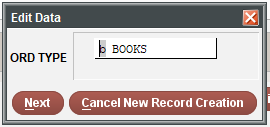 Edit Data
ORD TYPE
b BOOKS
Next
Cancel New Record Creation